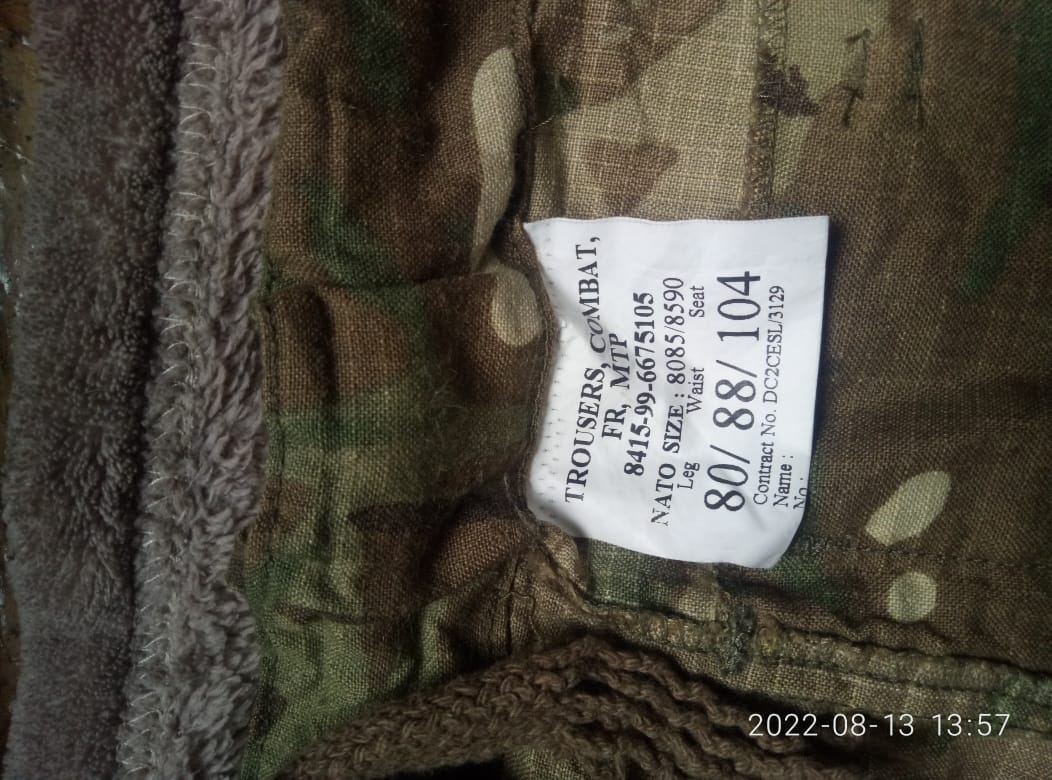 TROUSERS, COMBAT,
FR, MTP
8415-99-6675105
NATO SIZE : 8085/8590
Leg Waist Seat
80/ 88/ 104
Contract No. DC2CESL/3129
Name :
No:
2022-08-13 13:57